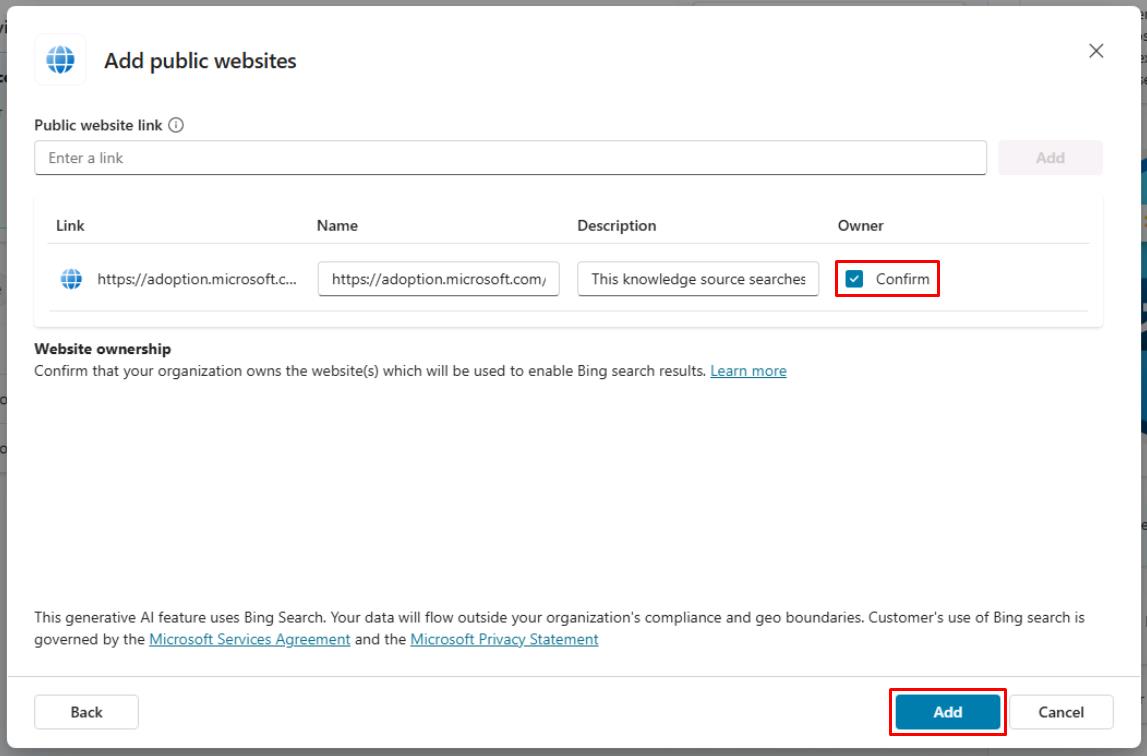 Add public websites
Public website link
Enter a link
Add
Link Name Description Owner
https://adoption.microsoft.c... https://adoption.microsoft.com/ This knowledge source searches Confirm
Website ownership
Confirm that your organization owns the website(s) which will be used to enable Bing search results. Learn more
This generative AI feature uses Bing Search. Your data will flow outside your organization's compliance and geo boundaries. Customer's use of Bing search is
governed by the Microsoft Services Agreement and the Microsoft Privacy Statement
Back Add Cancel